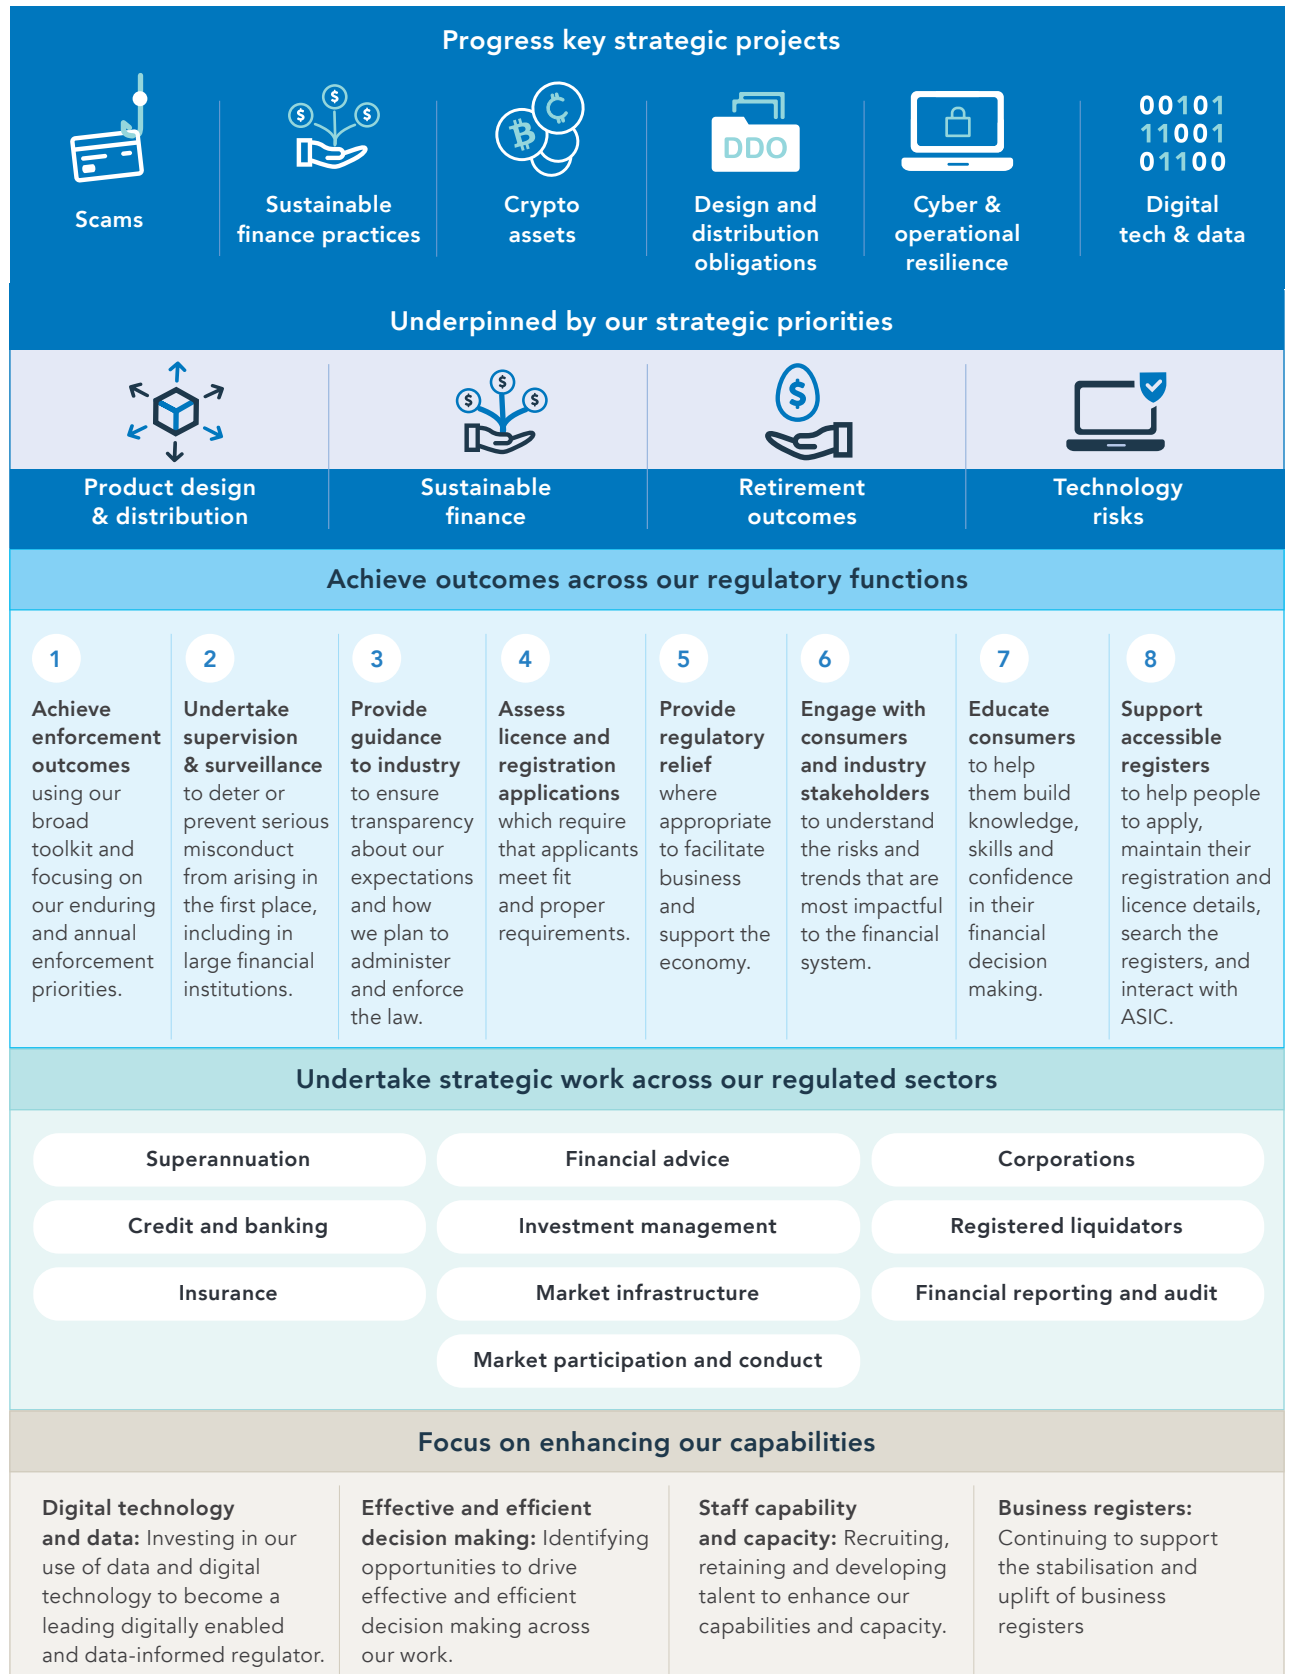 Progress key strategic projects
DDO
00101
11001
01100
Scams
Sustainable
finance practices
Crypto
assets
Design and
distribution
obligations
Cyber &
operational
resilience
Digital
tech & data
Underpinned by our strategic priorities
Product design
& distribution
Sustainable
finance
Retirement
outcomes
Technology
risks
Achieve outcomes across our regulatory functions
1
Achieve
enforcement
outcomes
using our
broad
toolkit and
focusing on
our enduring
and annual
enforcement
priorities.
2
Undertake
supervision
& surveillance
to deter or
prevent serious
misconduct
from arising in
the first place,
including in
large financial
institutions.
3
Provide
guidance
to industry
to ensure
transparency
about our
expectations
and how
we plan to
administer
and enforce
the law.
4
Assess
licence and
registration
applications
which require
that applicants
meet fit
and proper
requirements.
5
Provide
regulatory
relief
where
appropriate
to facilitate
business
and
support the
economy.
6
Engage with
consumers
and industry
stakeholders
to understand
the risks and
trends that are
most impactful
to the financial
system.
7
Educate
consumers
to help
them build
knowledge,
skills and
confidence
in their
financial
decision
making.
8
Support
accessible
registers
to help people
to apply,
maintain their
registration and
licence details,
search the
registers, and
interact with
ASIC.
Undertake strategic work across our regulated sectors
Superannuation
Financial advice
Corporations
Credit and banking
Investment management
Registered liquidators
Insurance
Market infrastructure
Financial reporting and audit
Market participation and conduct
Focus on enhancing our capabilities
Digital technology
and data: Investing in our
use of data and digital
technology to become a
leading digitally enabled
and data-informed regulator.
Effective and efficient
decision making: Identifying
opportunities to drive
effective and efficient
decision making across
our work.
Staff capability
and capacity: Recruiting,
retaining and developing
talent to enhance our
capabilities and capacity.
Business registers:
Continuing to support
the stabilisation and
uplift of business
registers